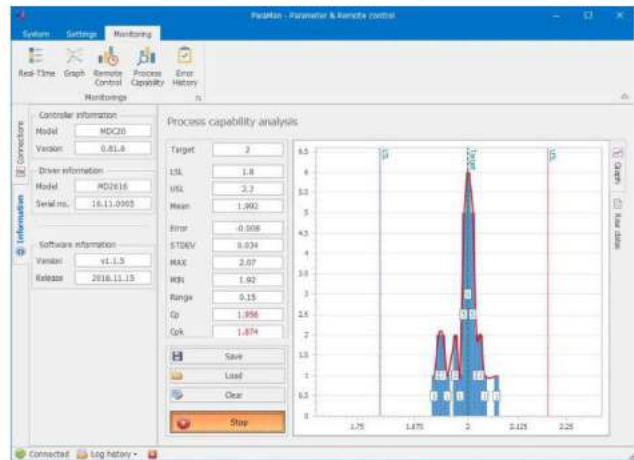 ParaMon - Parameter & Remote control
System Settings Monitoring
Real-Time Graph Remote Control Process Capability Error History
Monitorings
Connections
Information
Controller information
Model MDC26
Version 0.81.6
Driver information
Model MD2616
Serial no. 16.11.0005
Software information
Version v1.1.5
Release 2016.11.15
Process capability analysis
Target 2
LSL 1.8
USL 2.2
Mean 1.992
Error -0.008
STDEV 0.034
MAX 2.07
MIN 1.92
Range 0.15
Cp 1.956
Cpk 1.874
Save
Load
Clear
Stop
6.5
6
5.5
5
4.5
4
3.5
3
2.5
2
1.5
1
0.5
0
1.75 1.875 2 2.125 2.25
LSL
Target
USL
Graph
Raw datas
Connected Log history